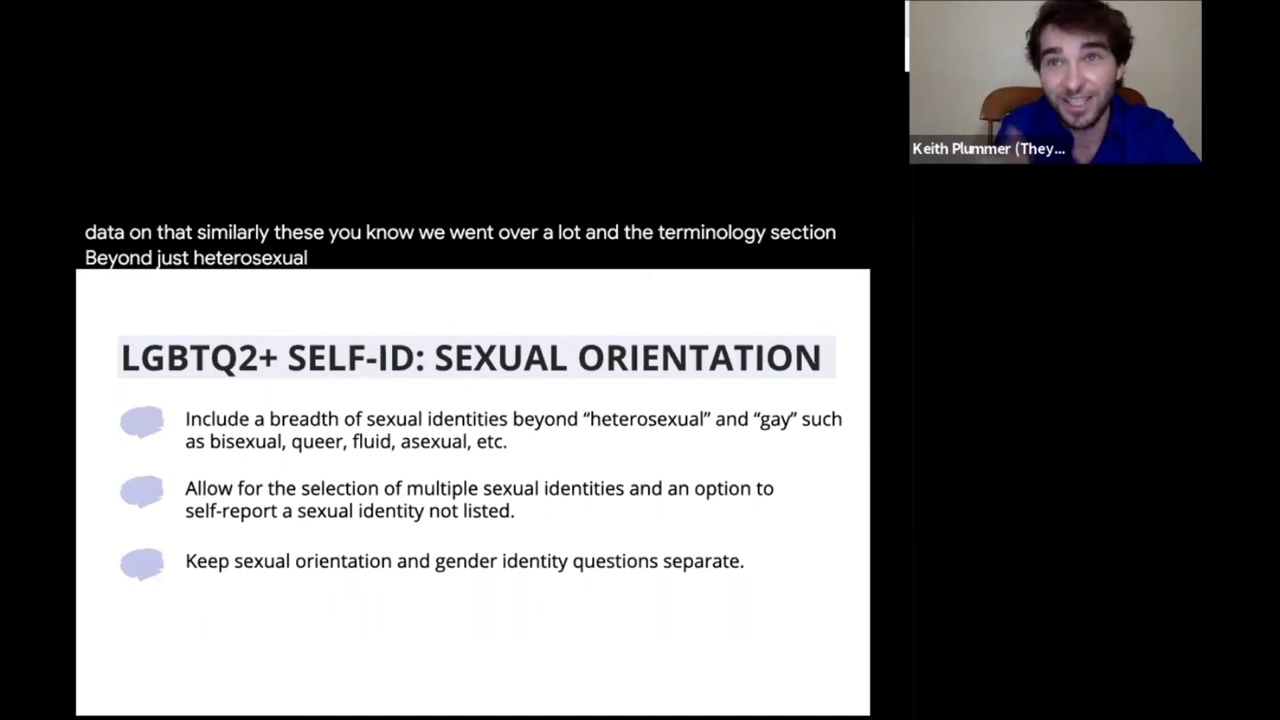 Keith Plummer (They...
data on that similarly these you know we went over a lot and the terminology section
Beyond just heterosexual
LGBTQ2+ SELF-ID: SEXUAL ORIENTATION
Include a breadth of sexual identities beyond “heterosexual” and “gay” such
as bisexual, queer, fluid, asexual, etc.
Allow for the selection of multiple sexual identities and an option to
self-report a sexual identity not listed.
Keep sexual orientation and gender identity questions separate.